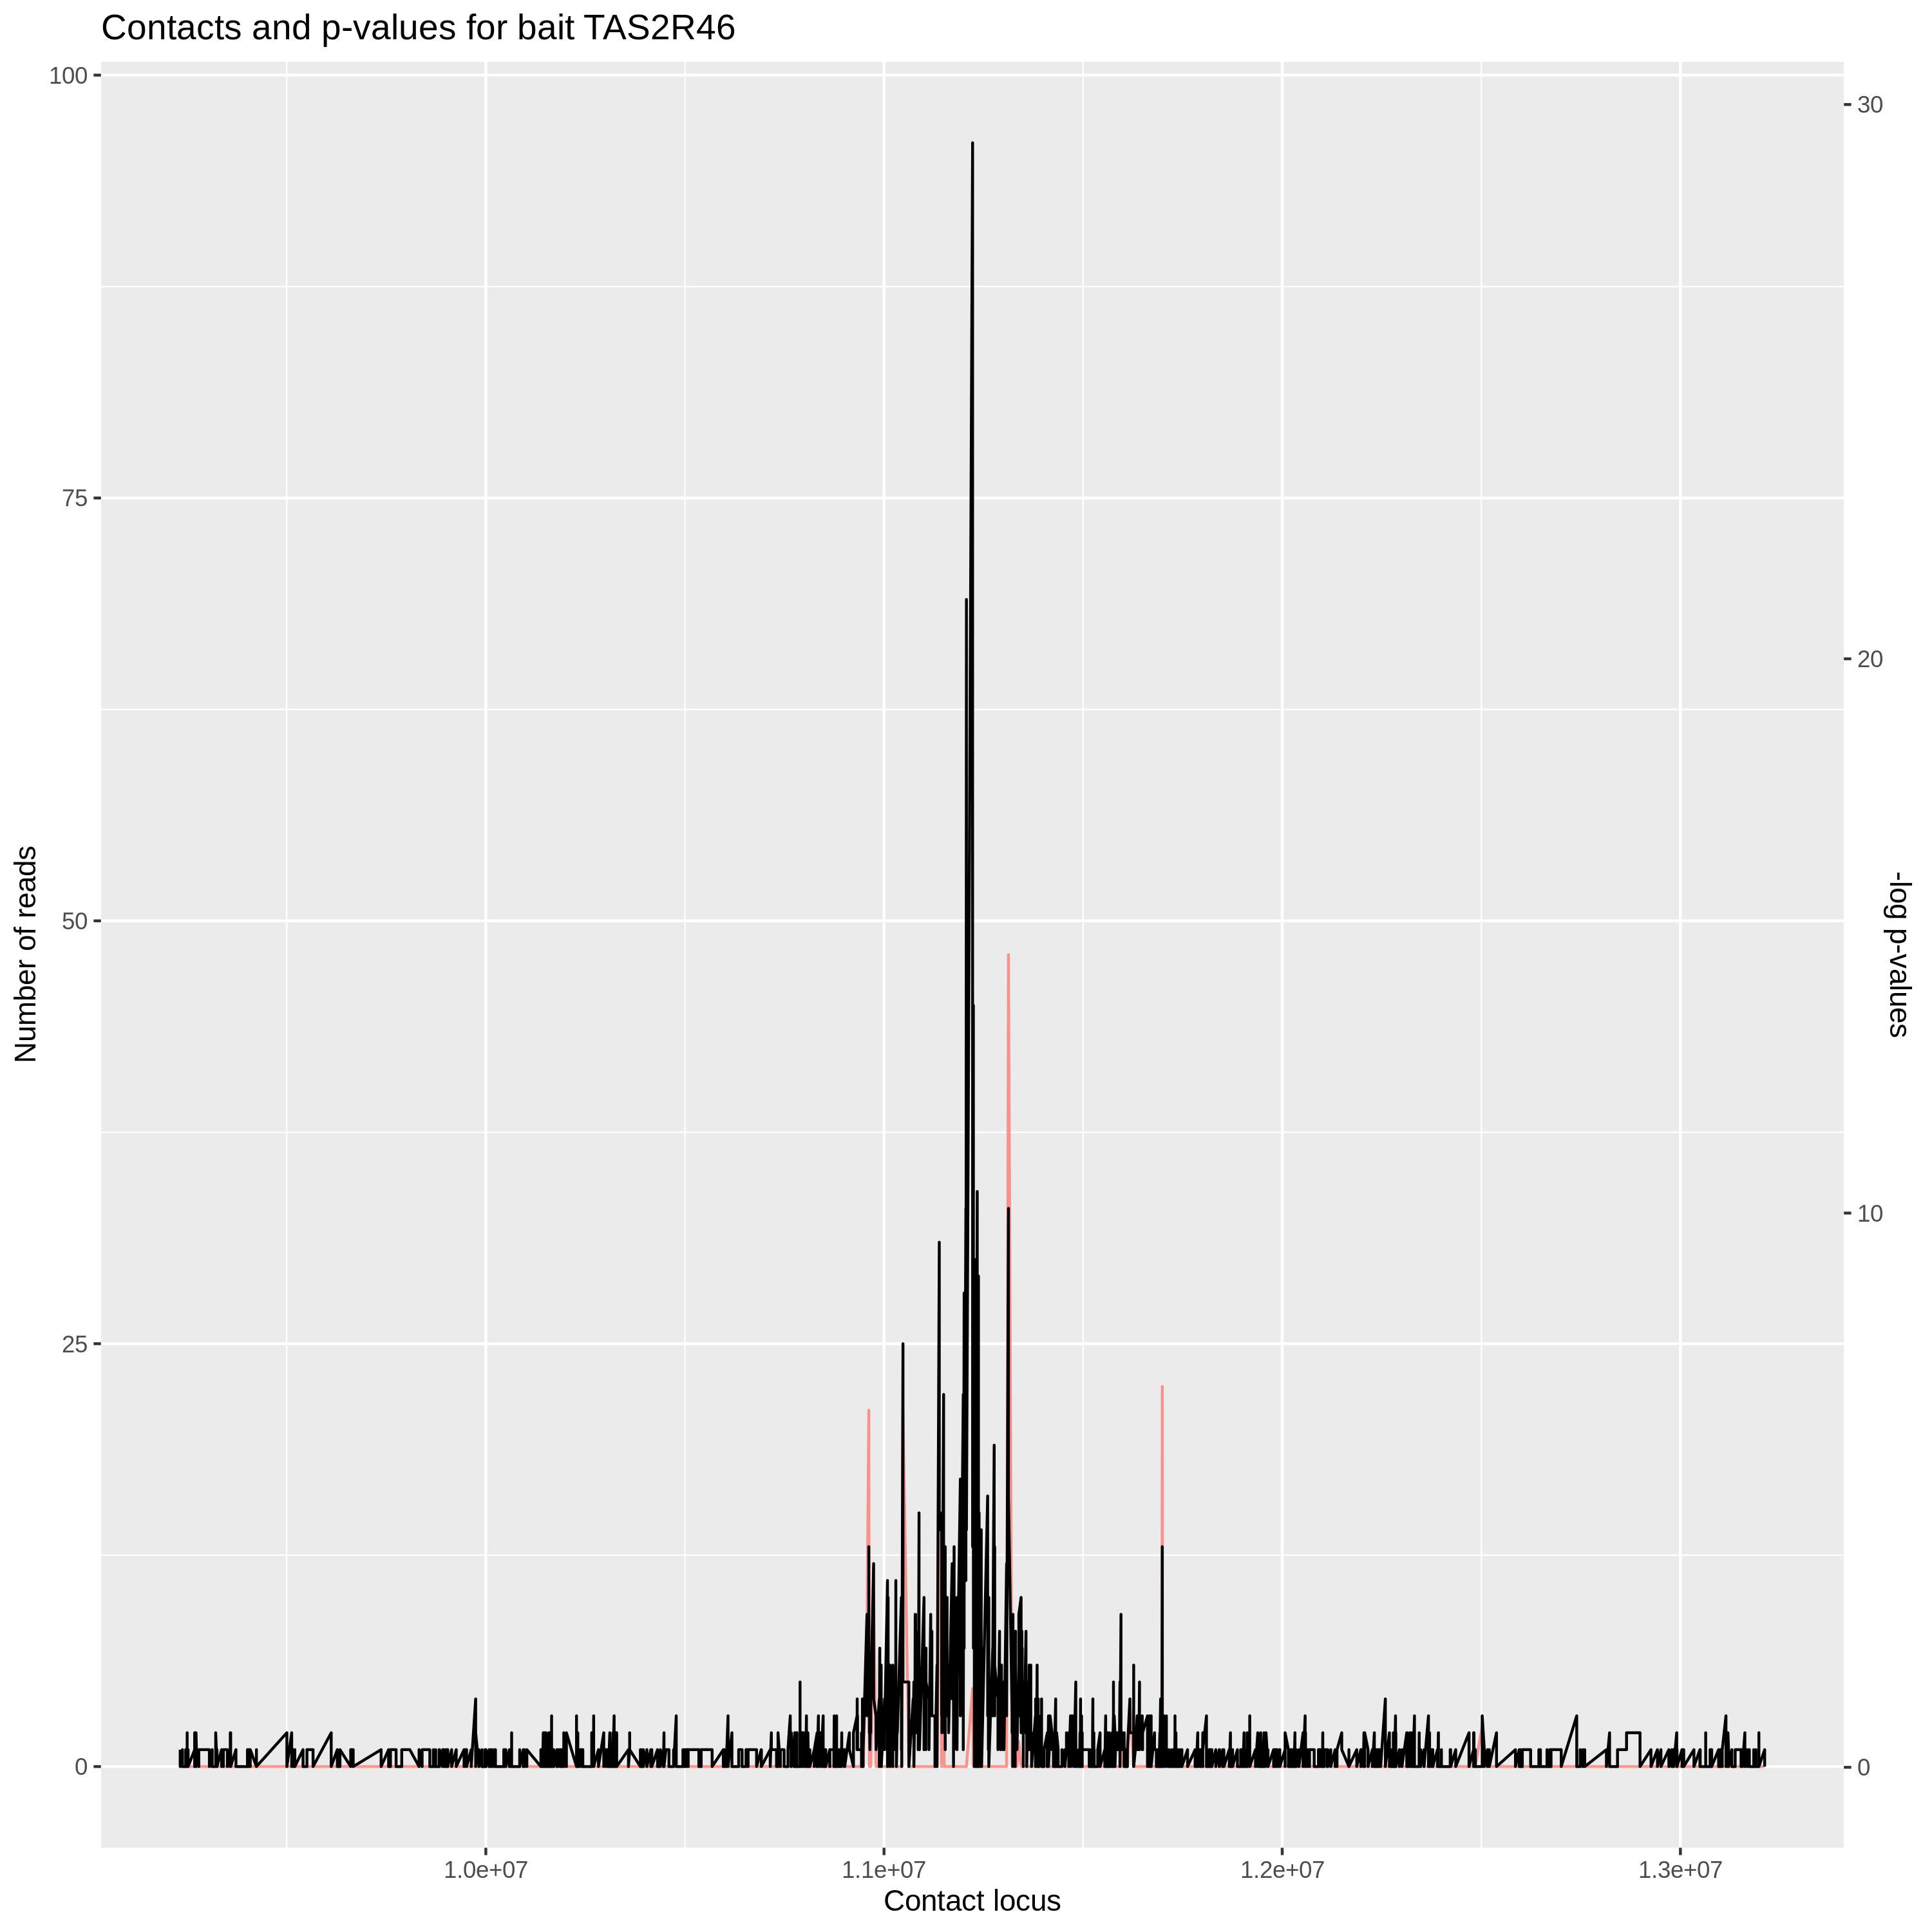 Contacts and p-values for bait TAS2R46
100
75
50
25
0
Number of reads
30
20
10
0
-log p-values
1.0e+07
1.1e+07
1.2e+07
1.3e+07
Contact locus